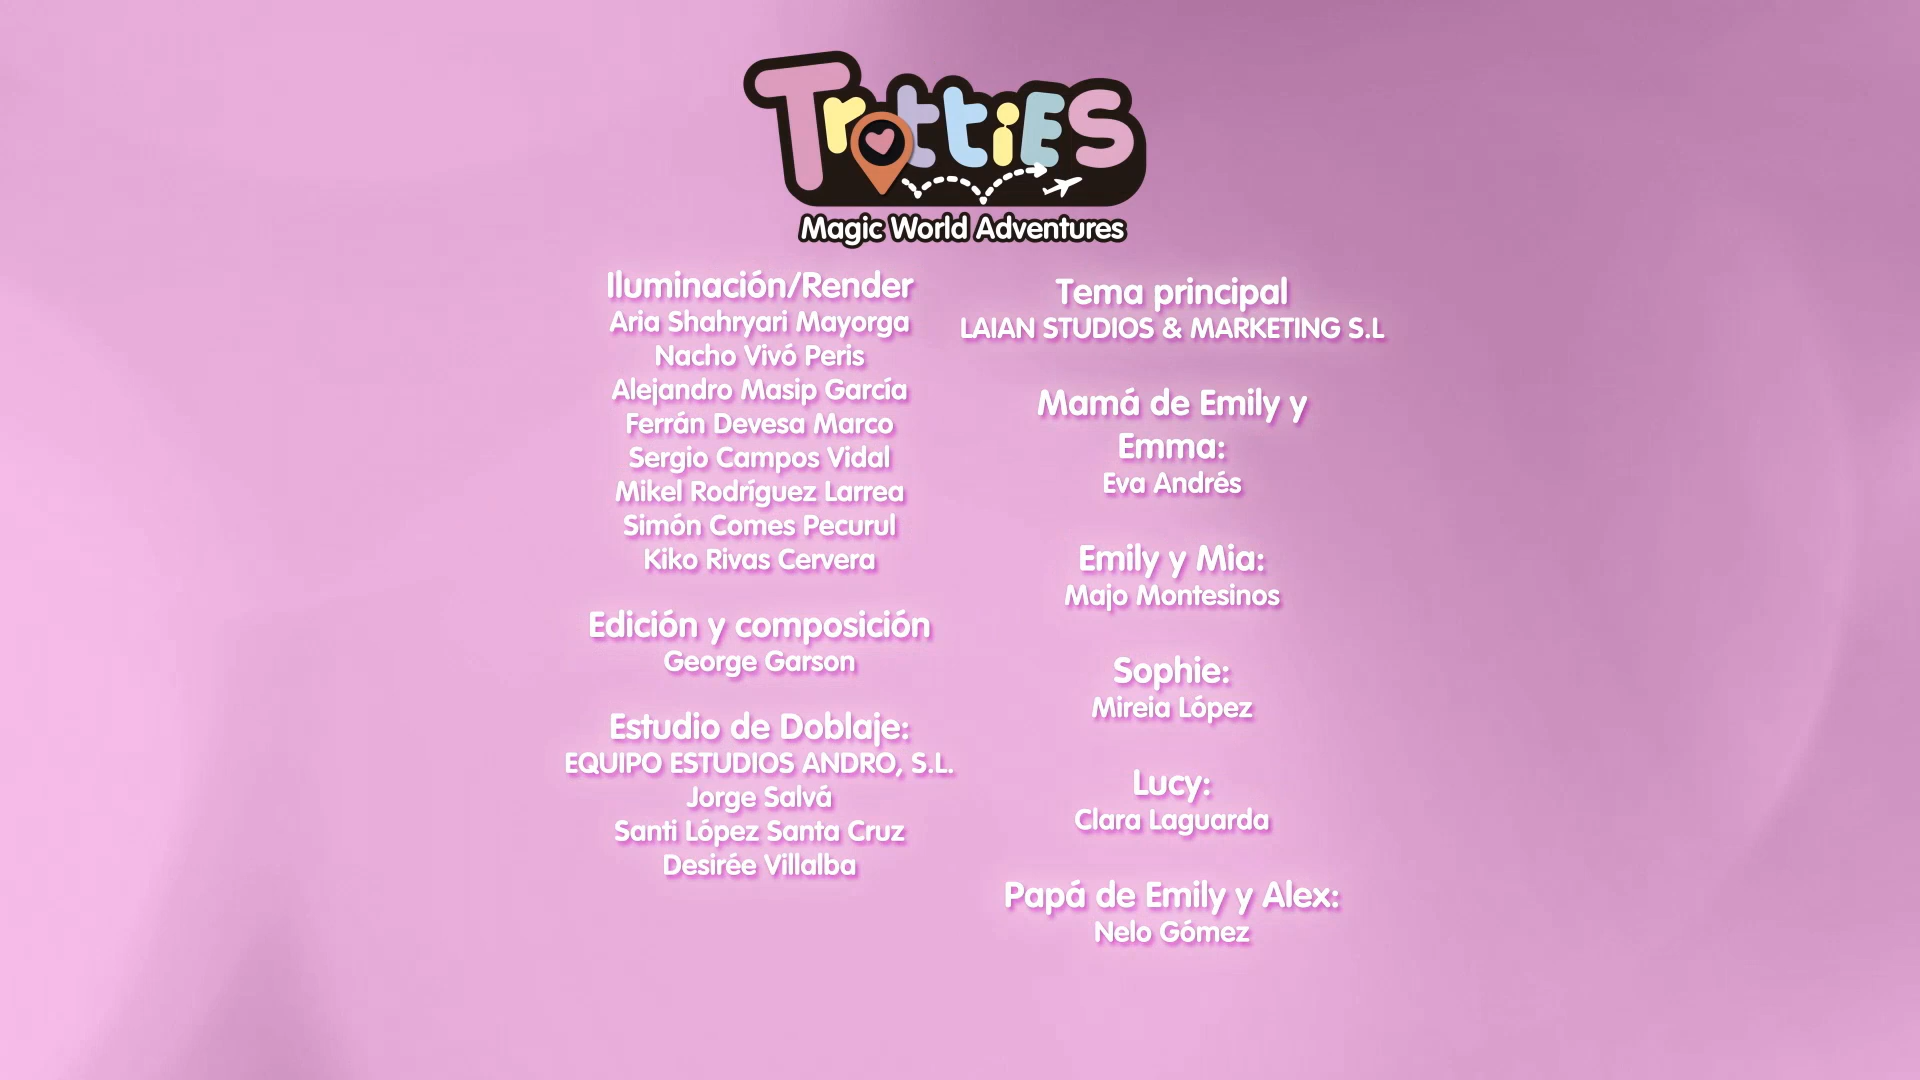 TrottiES
Magic World Adventures
Iluminación/Render
Aria Shahryari Mayorga
Nacho Vivó Peris
Alejandro Masip García
Ferrán Devesa Marco
Sergio Campos Vidal
Mikel Rodríguez Larrea
Simón Comes Pecurul
Kiko Rivas Cervera
Edición y composición
George Garson
Estudio de Doblaje:
EQUIPO ESTUDIOS ANDRO, S.L.
Jorge Salvá
Santi López Santa Cruz
Desirée Villalba
Tema principal
LAIAN STUDIOS & MARKETING S.L
Mamá de Emily y
Emma:
Eva Andrés
Emily y Mia:
Majo Montesinos
Sophie:
Mireia López
Lucy:
Clara Laguarda
Papá de Emily y Alex:
Nelo Gómez